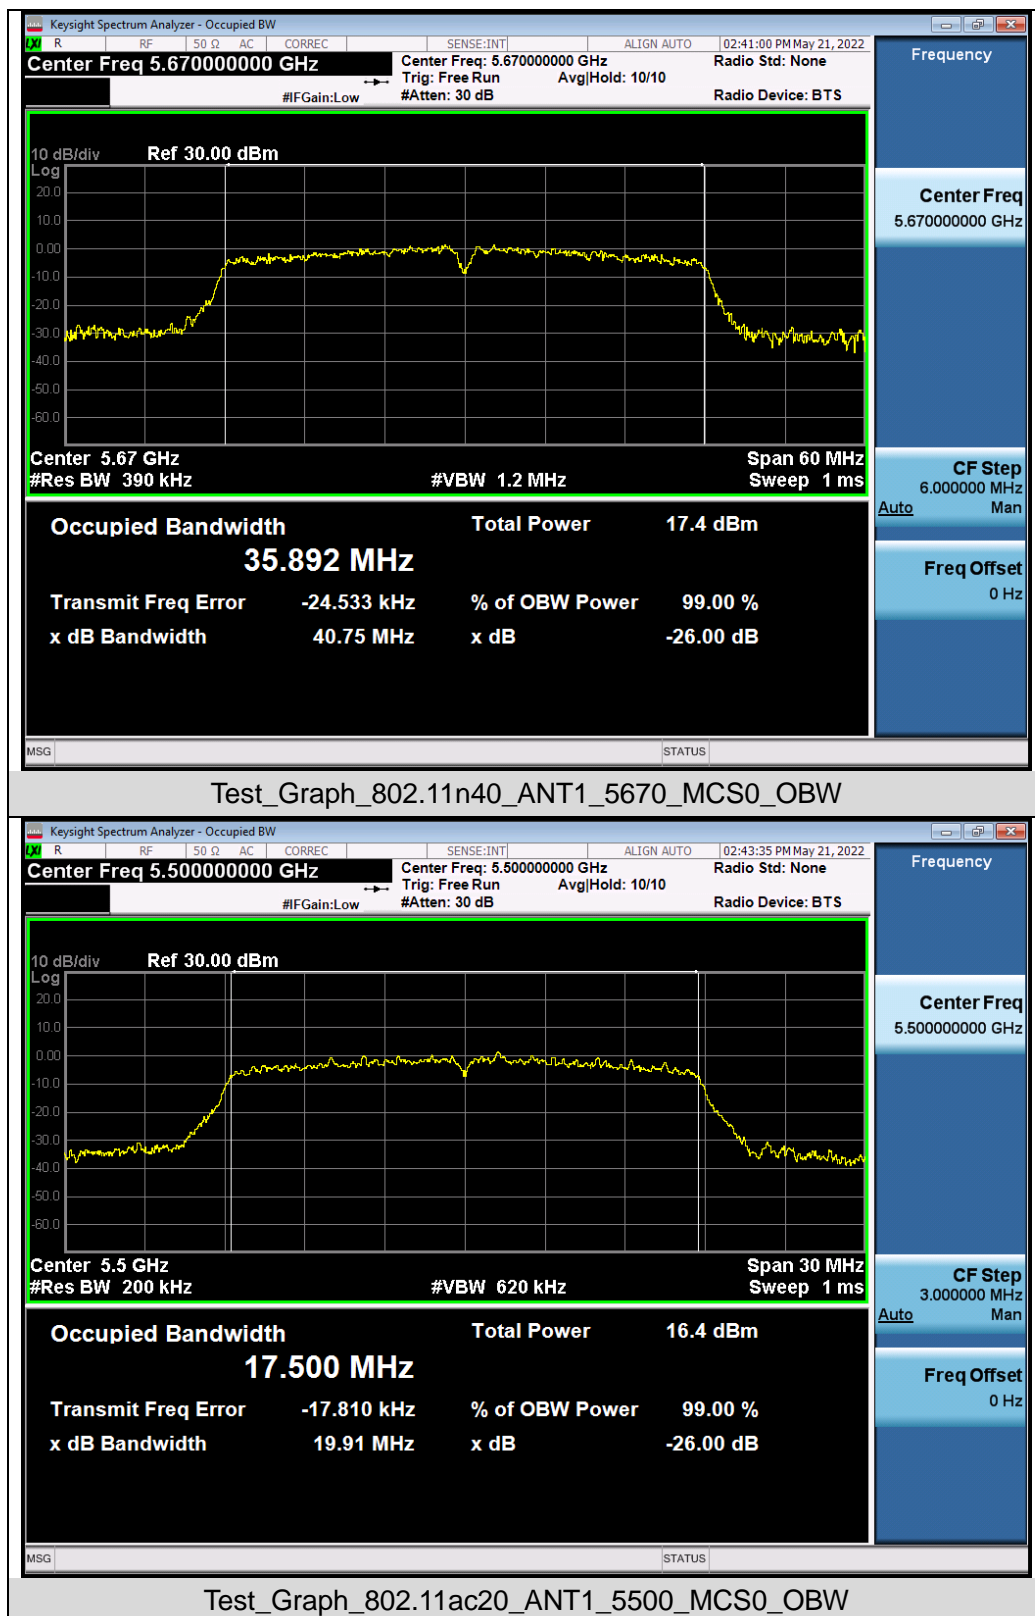 Keysight Spectrum Analyzer - Occupied BW
LXI R RF 50 Ω AC CORREC SENSE:INT ALIGN AUTO 02:41:00 PM May 21, 2022
Center Freq 5.670000000 GHz
Center Freq: 5.670000000 GHz Radio Std: None
Trig: Free Run Avg|Hold: 10/10
#IFGain:Low #Atten: 30 dB Radio Device: BTS
Frequency
10 dB/div Ref 30.00 dBm
Log
20.0
10.0
0.00
-10.0
-20.0
-30.0
-40.0
-50.0
-60.0
Center 5.67 GHz Span 60 MHz
#Res BW 390 kHz #VBW 1.2 MHz Sweep 1 ms
Center Freq
5.670000000 GHz
CF Step
6.000000 MHz
Auto Man
Freq Offset
0 Hz
Occupied Bandwidth Total Power 17.4 dBm
35.892 MHz
Transmit Freq Error -24.533 kHz % of OBW Power 99.00 %
x dB Bandwidth 40.75 MHz x dB -26.00 dB
MSG STATUS
Test_Graph_802.11n40_ANT1_5670_MCS0_OBW
Keysight Spectrum Analyzer - Occupied BW
LXI R RF 50 Ω AC CORREC SENSE:INT ALIGN AUTO 02:43:35 PM May 21, 2022
Center Freq 5.500000000 GHz
Center Freq: 5.500000000 GHz Radio Std: None
Trig: Free Run Avg|Hold: 10/10
#IFGain:Low #Atten: 30 dB Radio Device: BTS
Frequency
10 dB/div Ref 30.00 dBm
Log
20.0
10.0
0.00
-10.0
-20.0
-30.0
-40.0
-50.0
-60.0
Center 5.5 GHz Span 30 MHz
#Res BW 200 kHz #VBW 620 kHz Sweep 1 ms
Center Freq
5.500000000 GHz
CF Step
3.000000 MHz
Auto Man
Freq Offset
0 Hz
Occupied Bandwidth Total Power 16.4 dBm
17.500 MHz
Transmit Freq Error -17.810 kHz % of OBW Power 99.00 %
x dB Bandwidth 19.91 MHz x dB -26.00 dB
MSG STATUS
Test_Graph_802.11ac20_ANT1_5500_MCS0_OBW